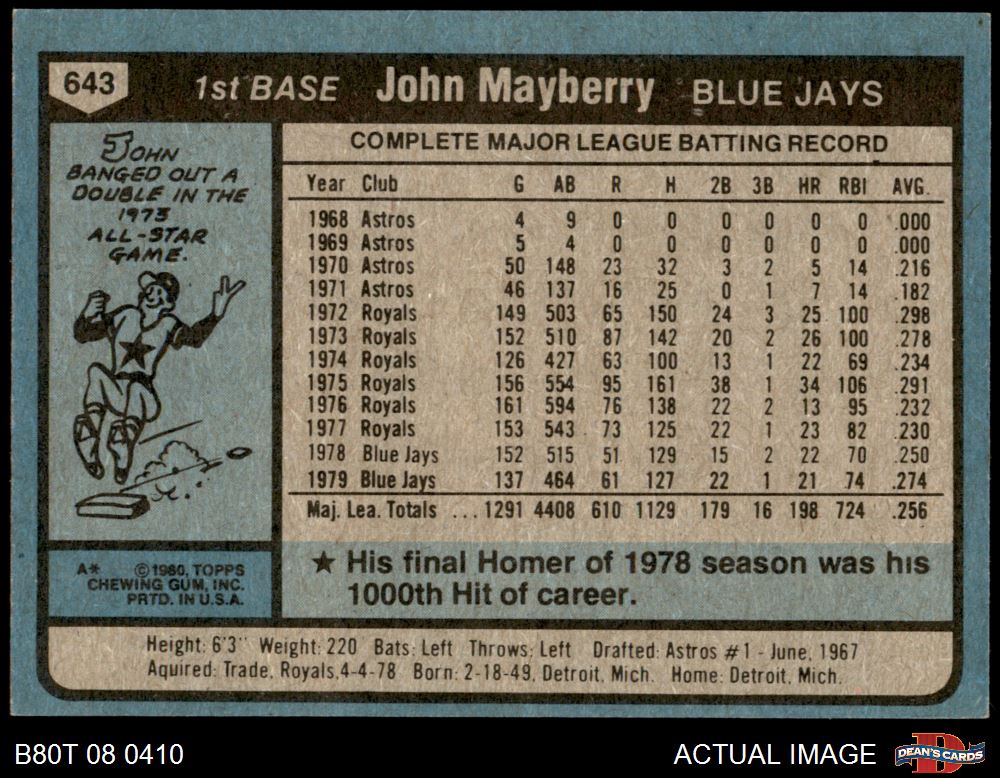 643 1st BASE John Mayberry BLUE JAYS
JOHN
BANGED OUT A
DOUBLE IN THE
1973
ALL-STAR
GAME.
COMPLETE MAJOR LEAGUE BATTING RECORD
Year Club G AB R H 2B 3B HR RBI AVG.
1968 Astros 4 9 0 0 0 0 0 0 .000
1969 Astros 5 4 0 0 0 0 0 0 .000
1970 Astros 50 148 23 32 3 2 5 14 .216
1971 Astros 46 137 16 25 0 1 7 14 .182
1972 Royals 149 503 65 150 24 3 25 100 .298
1973 Royals 152 510 87 142 20 2 26 100 .278
1974 Royals 126 427 63 100 13 1 22 69 .234
1975 Royals 156 554 95 161 38 1 34 106 .291
1976 Royals 161 594 76 138 22 2 13 95 .232
1977 Royals 153 543 73 125 22 1 23 82 .230
1978 Blue Jays 152 515 51 129 15 2 22 70 .250
1979 Blue Jays 137 464 61 127 22 1 21 74 .274
Maj. Lea. Totals ... 1291 4408 610 1129 179 16 198 724 .256
★ His final Homer of 1978 season was his
1000th Hit of career.
A* ©1980, TOPPS
CHEWING GUM, INC.
PRTD. IN U.S.A.
Height: 6'3" Weight: 220 Bats: Left Throws: Left Drafted: Astros #1 - June, 1967
Aquired: Trade, Royals, 4-4-78 Born: 2-18-49, Detroit, Mich. Home: Detroit, Mich.
B80T 08 0410 ACTUAL IMAGE DEAN'S CARDS